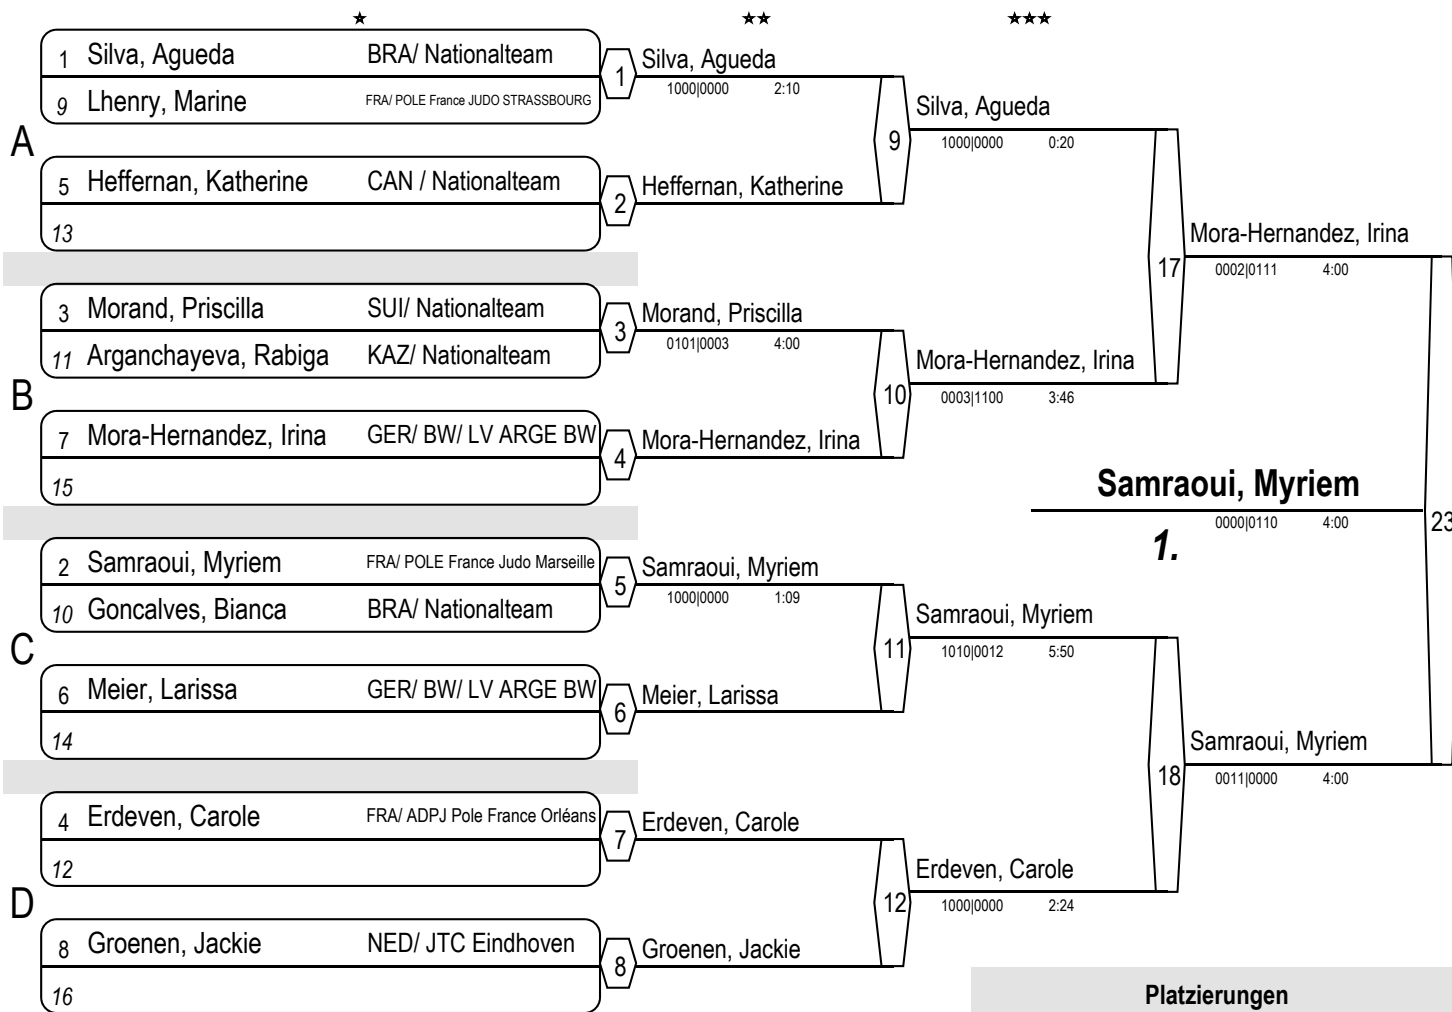 ★ ★★ ★★★
1 Silva, Agueda BRA/ Nationalteam
9 Lhenry, Marine FRA/ POLE France JUDO STRASSBOURG
1 Silva, Agueda
1000|0000 2:10
A
5 Heffernan, Katherine CAN / Nationalteam
13
2 Heffernan, Katherine
9 Silva, Agueda
1000|0000 0:20
3 Morand, Priscilla SUI/ Nationalteam
11 Arganchayeva, Rabiga KAZ/ Nationalteam
3 Morand, Priscilla
0101|0003 4:00
B
7 Mora-Hernandez, Irina GER/ BW/ LV ARGE BW
15
4 Mora-Hernandez, Irina
10 Mora-Hernandez, Irina
0003|1100 3:46
17 Mora-Hernandez, Irina
0002|0111 4:00
Samraoui, Myriem
0000|0110 4:00
1.
23
2 Samraoui, Myriem FRA/ POLE France Judo Marseille
10 Goncalves, Bianca BRA/ Nationalteam
5 Samraoui, Myriem
1000|0000 1:09
C
6 Meier, Larissa GER/ BW/ LV ARGE BW
14
6 Meier, Larissa
11 Samraoui, Myriem
1010|0012 5:50
4 Erdeven, Carole FRA/ ADPJ Pole France Orléans
12
7 Erdeven, Carole
D
8 Groenen, Jackie NED/ JTC Eindhoven
16
8 Groenen, Jackie
12 Erdeven, Carole
1000|0000 2:24
18 Samraoui, Myriem
0011|0000 4:00
Platzierungen